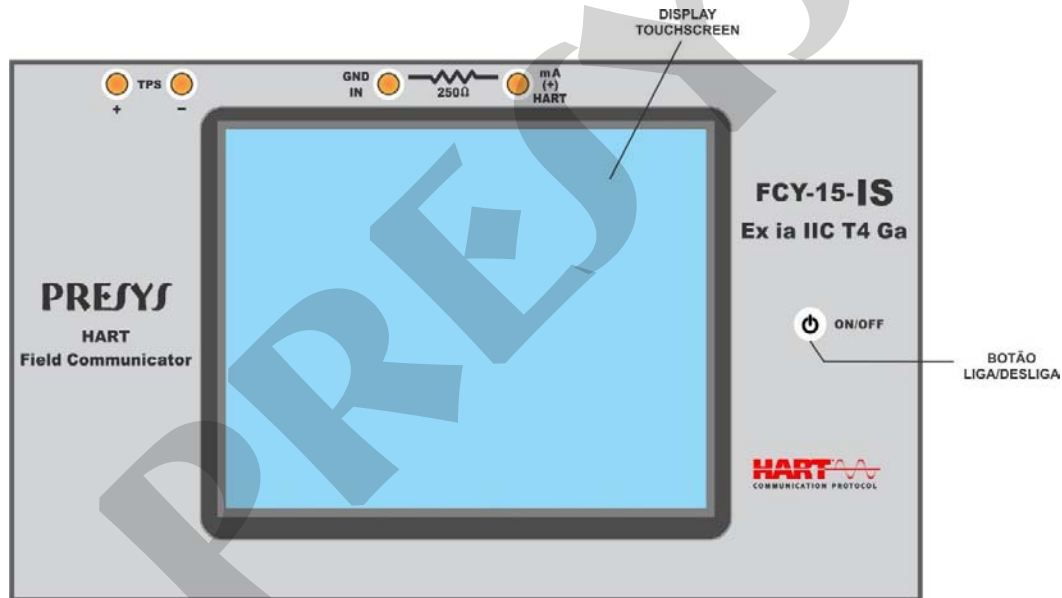 DISPLAY
TOUCHSCREEN
+ TPS −
GND
IN
250Ω
mA
(+)
HART
FCY-15-IS
Ex ia IIC T4 Ga
PRESYS
HART
Field Communicator
ON/OFF
BOTÃO
LIGA/DESLIGA
HART
COMMUNICATION PROTOCOL
PRESYS